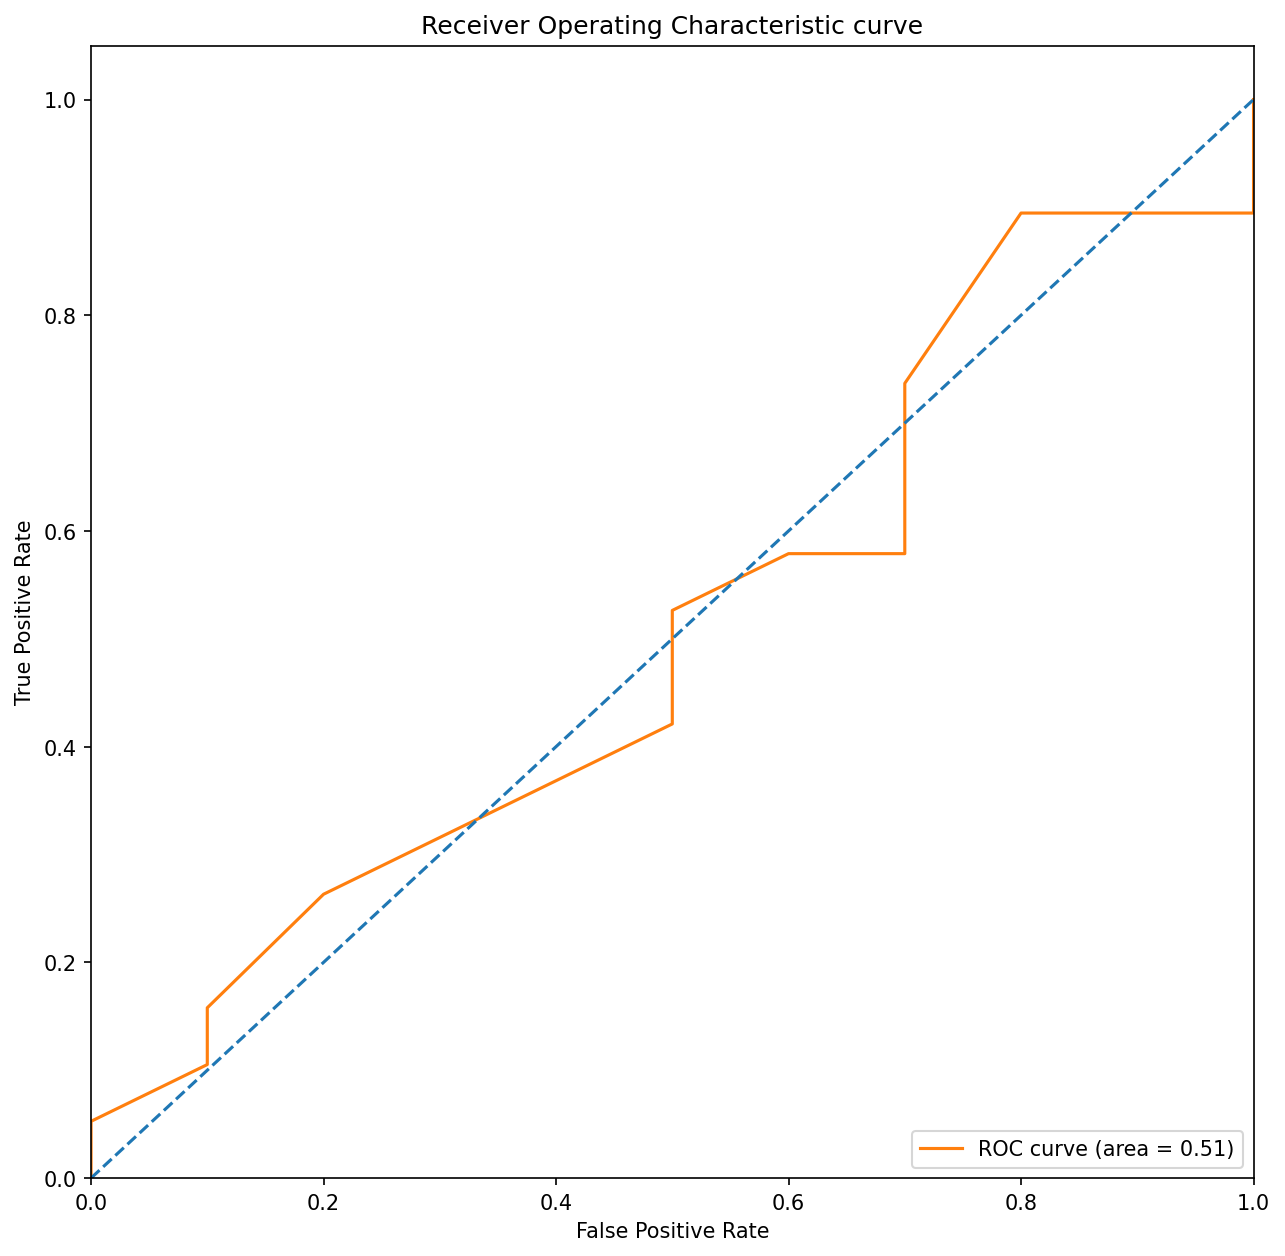 Receiver Operating Characteristic curve
1.0
0.8
0.6
0.4
0.2
0.0
True Positive Rate
ROC curve (area = 0.51)
0.0 0.2 0.4 0.6 0.8 1.0
False Positive Rate